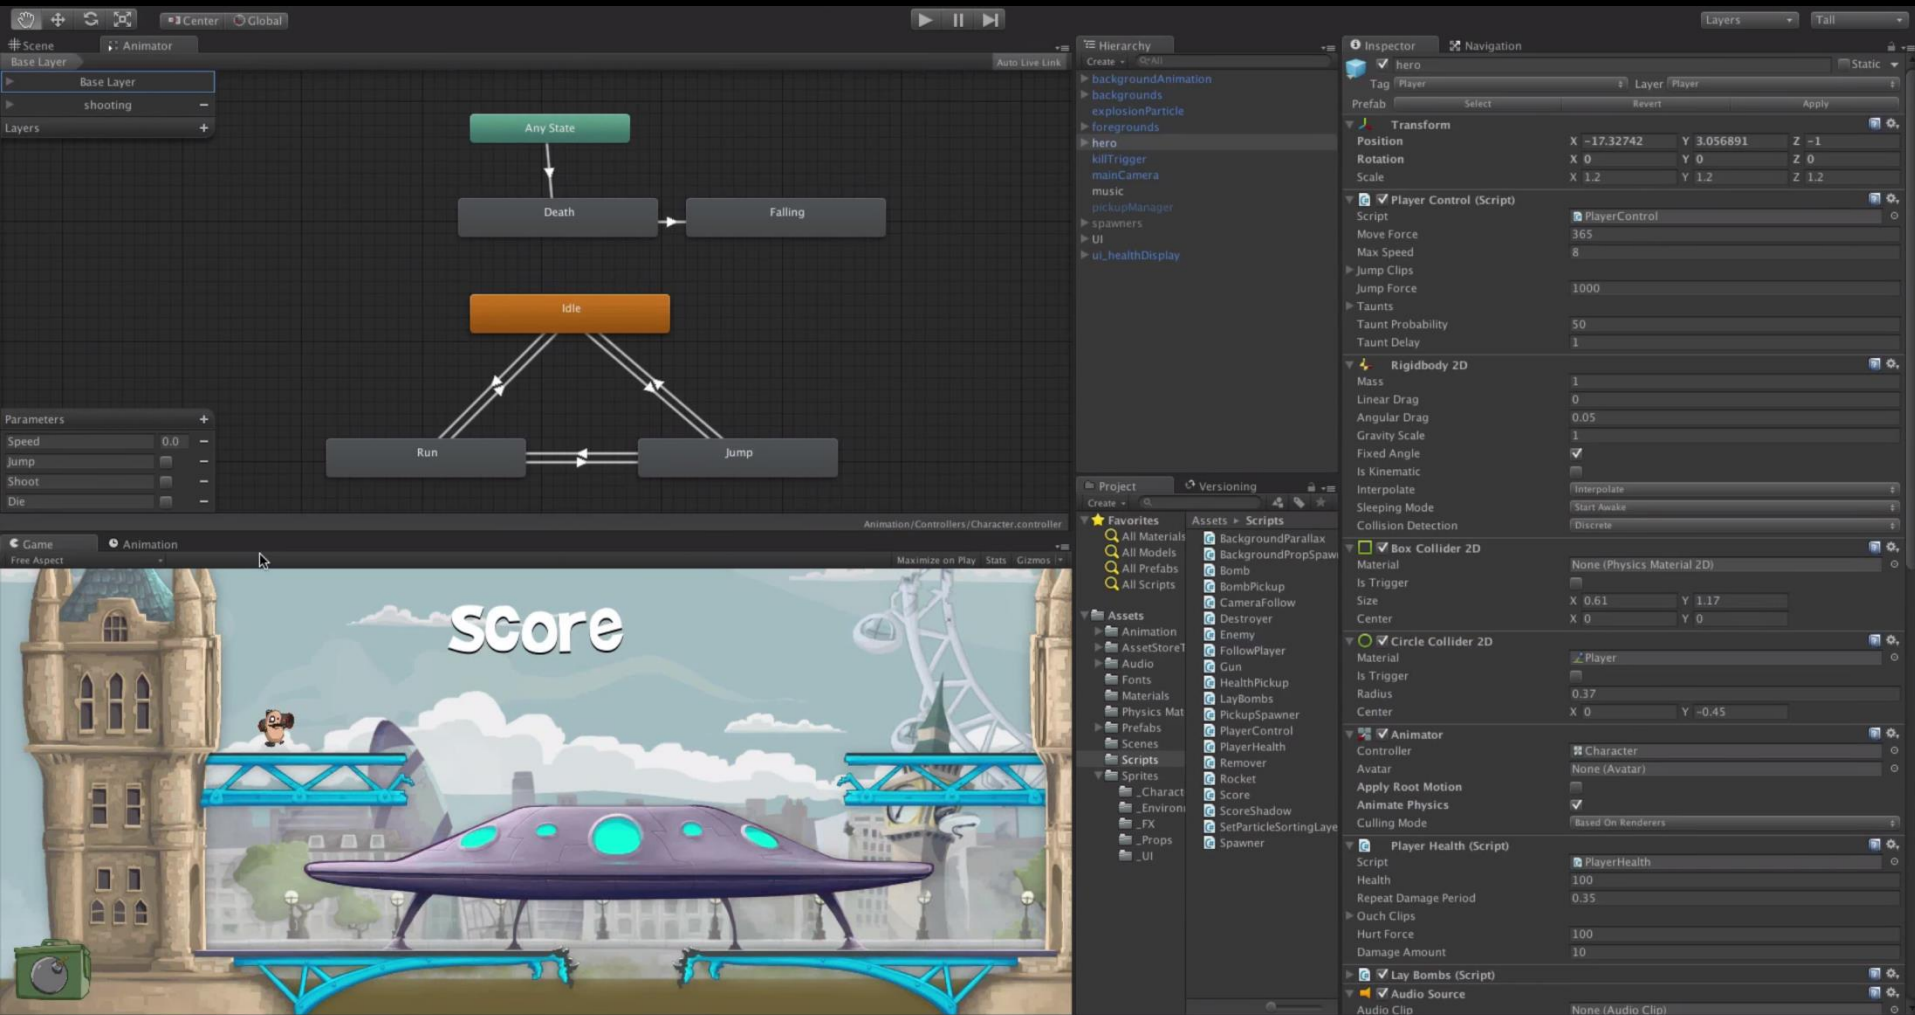 Center
Global
Layers
Tall
Scene
Animator
Base Layer
Auto Live Link
Base Layer
shooting
Layers
Any State
Death
Falling
Idle
Run
Jump
Parameters
Speed 0.0
Jump
Shoot
Die
Animation/Controllers/Character.controller
Game
Animation
Free Aspect
Maximize on Play Stats Gizmos
score
Hierarchy
Create All
backgroundAnimation
backgrounds
explosionParticle
foregrounds
hero
killTrigger
mainCamera
music
pickupManager
spawners
UI
ui_healthDisplay
Project
Versioning
Create
Favorites
All Materials
All Models
All Prefabs
All Scripts
Assets
Animation
AssetStoreT
Audio
Fonts
Materials
Physics Mat
Prefabs
Scenes
Scripts
Sprites
_Charact
_Environ
_FX
_Props
_UI
Assets Scripts
BackgroundParallax
BackgroundPropSpawn
Bomb
BombPickup
CameraFollow
Destroyer
Enemy
FollowPlayer
Gun
HealthPickup
LayBombs
PickupSpawner
PlayerControl
PlayerHealth
Remover
Rocket
Score
ScoreShadow
SetParticleSortingLaye
Spawner
Inspector
Navigation
hero Static
Tag Player Layer Player
Prefab Select Revert Apply
Transform
Position X -17.32742 Y 3.056891 Z -1
Rotation X 0 Y 0 Z 0
Scale X 1.2 Y 1.2 Z 1.2
Player Control (Script)
Script PlayerControl
Move Force 365
Max Speed 8
Jump Clips
Jump Force 1000
Taunts
Taunt Probability 50
Taunt Delay 1
Rigidbody 2D
Mass 1
Linear Drag 0
Angular Drag 0.05
Gravity Scale 1
Fixed Angle
Is Kinematic
Interpolate Interpolate
Sleeping Mode Start Awake
Collision Detection Discrete
Box Collider 2D
Material None (Physics Material 2D)
Is Trigger
Size X 0.61 Y 1.17
Center X 0 Y 0
Circle Collider 2D
Material Player
Is Trigger
Radius 0.37
Center X 0 Y -0.45
Animator
Controller Character
Avatar None (Avatar)
Apply Root Motion
Animate Physics
Culling Mode Based On Renderers
Player Health (Script)
Script PlayerHealth
Health 100
Repeat Damage Period 0.35
Ouch Clips
Hurt Force 100
Damage Amount 10
Lay Bombs (Script)
Audio Source
Audio Clip None (Audio Clip)